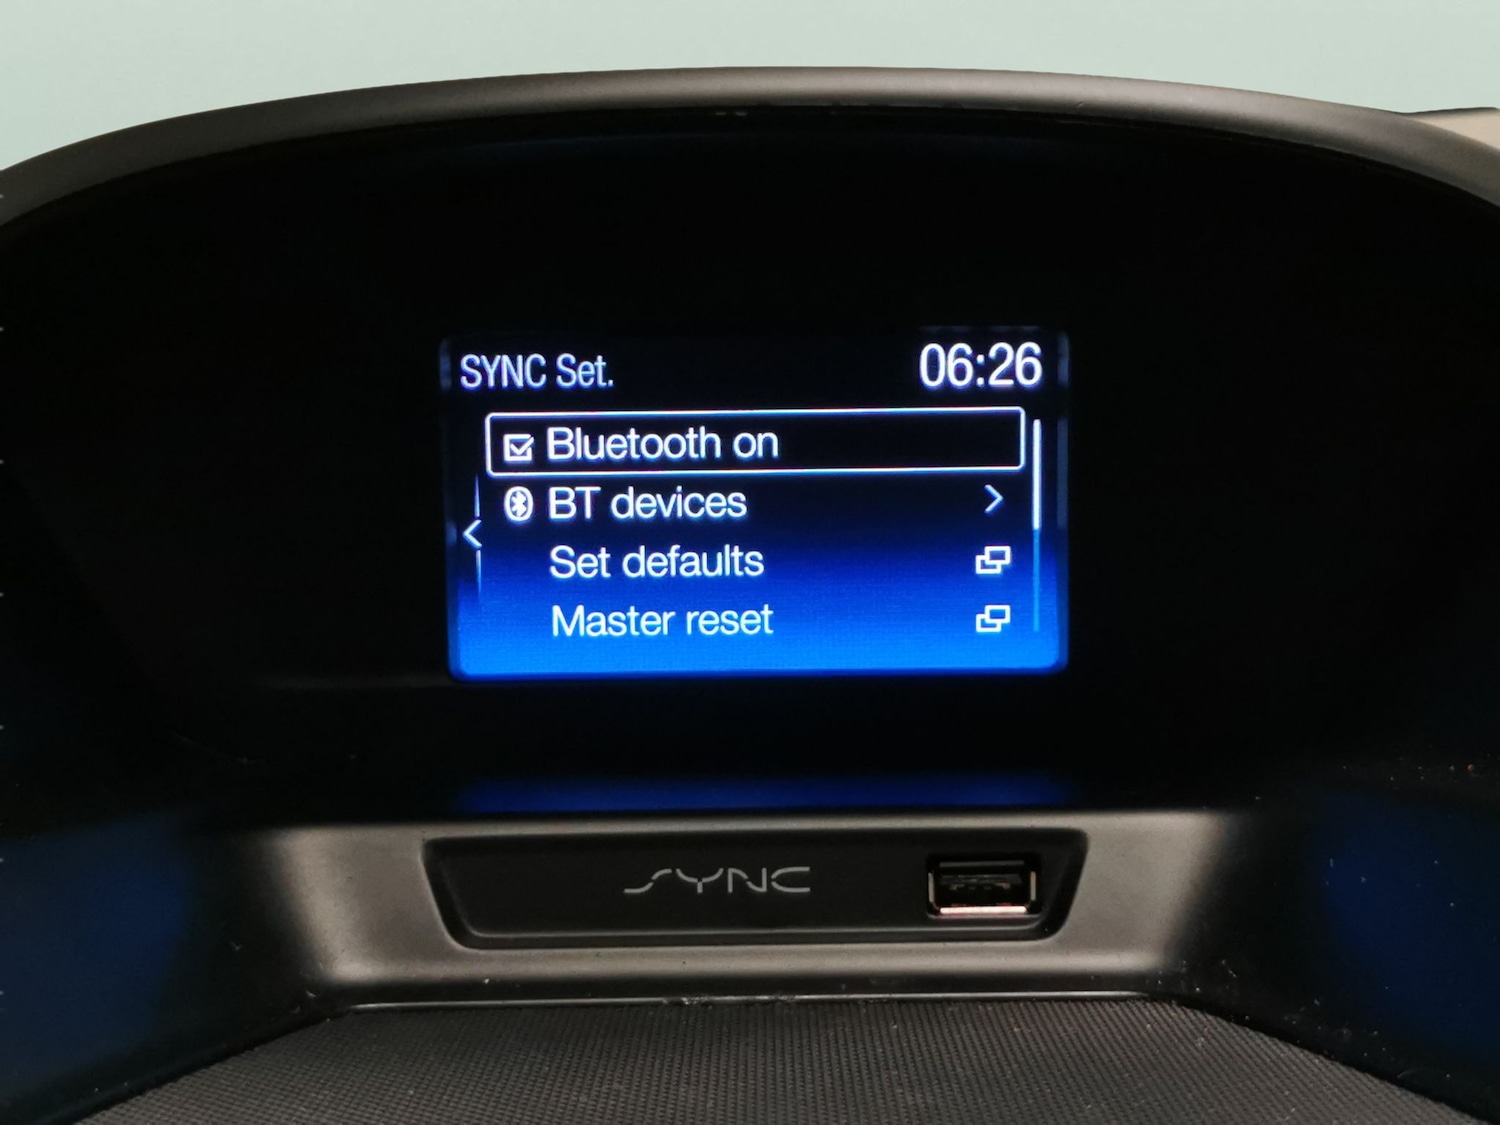 SYNC Set. 06:26
Bluetooth on
BT devices
Set defaults
Master reset
SYNC